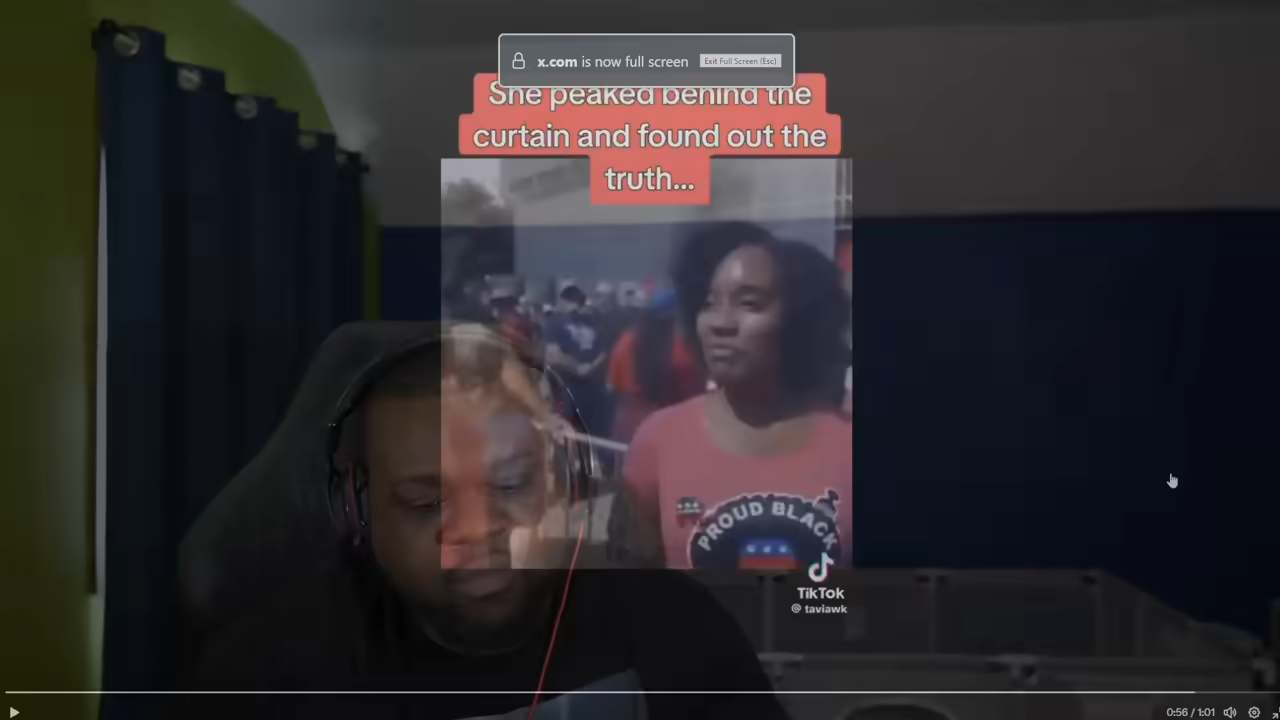 x.com is now full screen Exit Full Screen (Esc)
She peaked behind the
curtain and found out the
truth...
PROUD BLACK
TikTok
@ taviawk
0:56 / 1:01